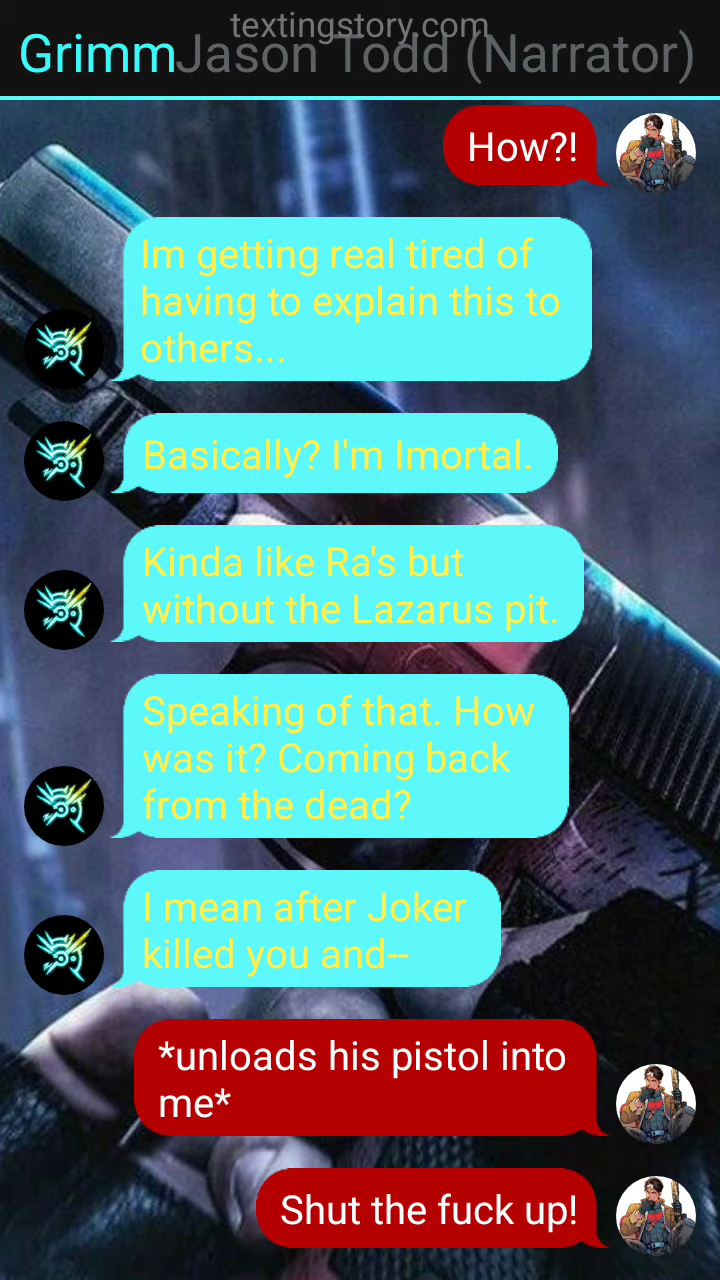 textingstory.com
Grimm Jason Todd (Narrator)
How?!
Im getting real tired of
having to explain this to
others...
Basically? I'm Imortal.
Kinda like Ra's but
without the Lazarus pit.
Speaking of that. How
was it? Coming back
from the dead?
I mean after Joker
killed you and--
*unloads his pistol into
me*
Shut the fuck up!